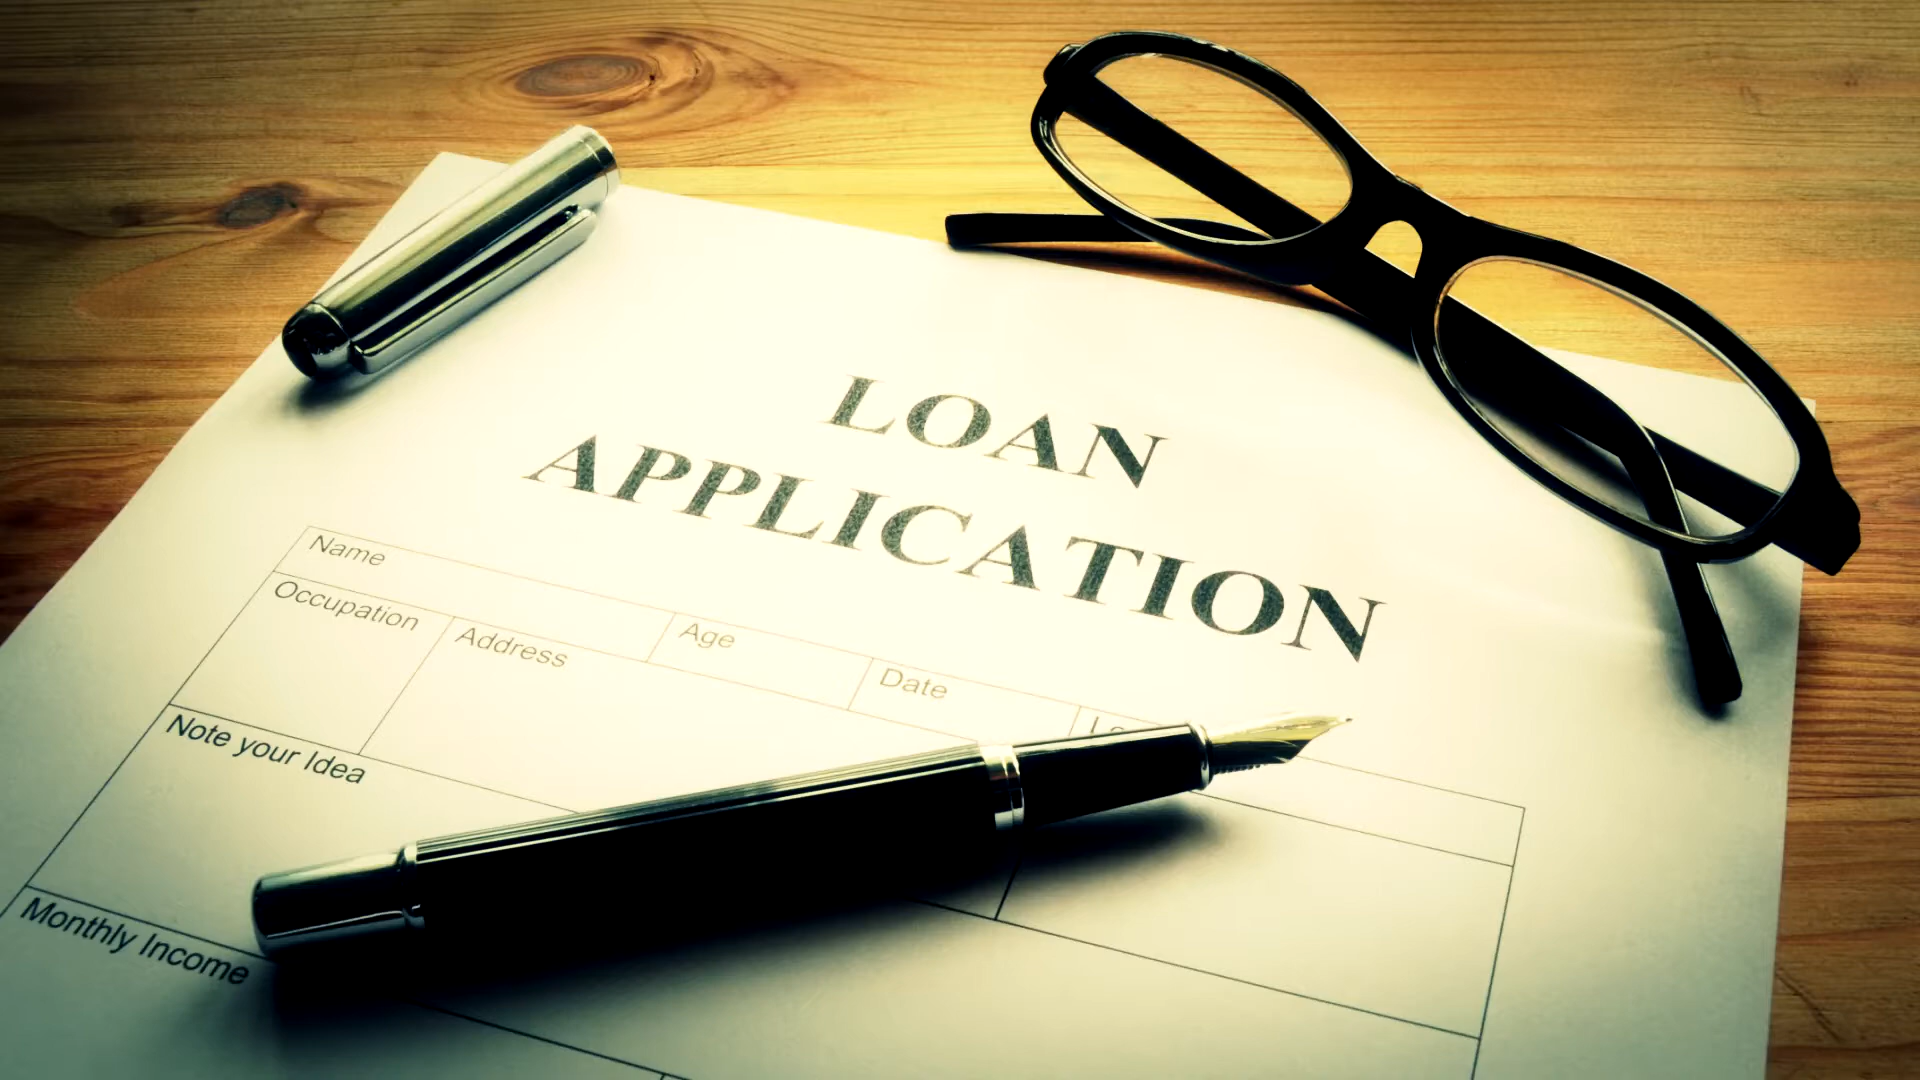 LOAN
APPLICATION
Name
Age
Date
Occupation
Address
Note your Idea
Monthly Income